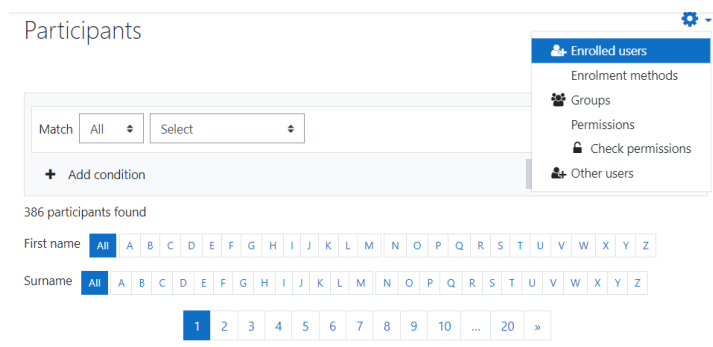 Participants
Enrolled users
Enrolment methods
Groups
Permissions
Check permissions
Other users
Match All Select
Add condition
386 participants found
First name All A B C D E F G H I J K L M N O P Q R S T U V W X Y Z
Surname All A B C D E F G H I J K L M N O P Q R S T U V W X Y Z
1 2 3 4 5 6 7 8 9 10 ... 20 »